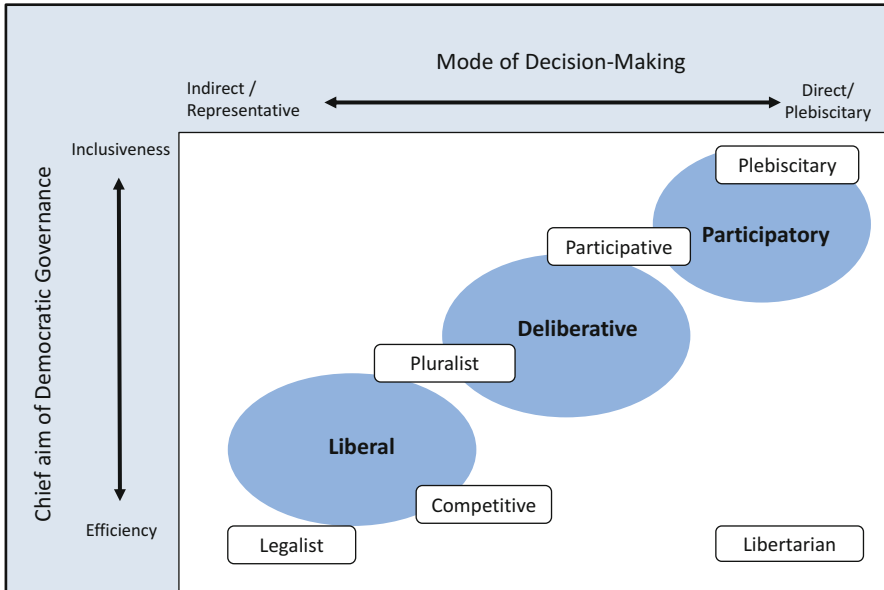 Mode of Decision-Making
Indirect /
Representative
Direct/
Plebiscitary
Chief aim of Democratic Governance
Inclusiveness
Efficiency
Plebiscitary
Participatory
Participative
Deliberative
Pluralist
Liberal
Competitive
Legalist
Libertarian